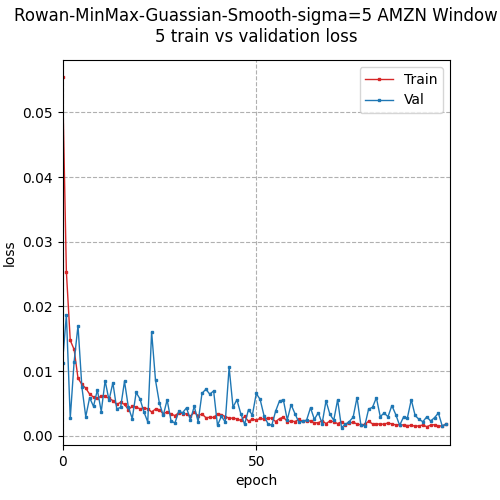 Rowan-MinMax-Guassian-Smooth-sigma=5 AMZN Window
5 train vs validation loss
Train
Val
0.05
0.04
0.03
0.02
0.01
0.00
loss
0
50
epoch